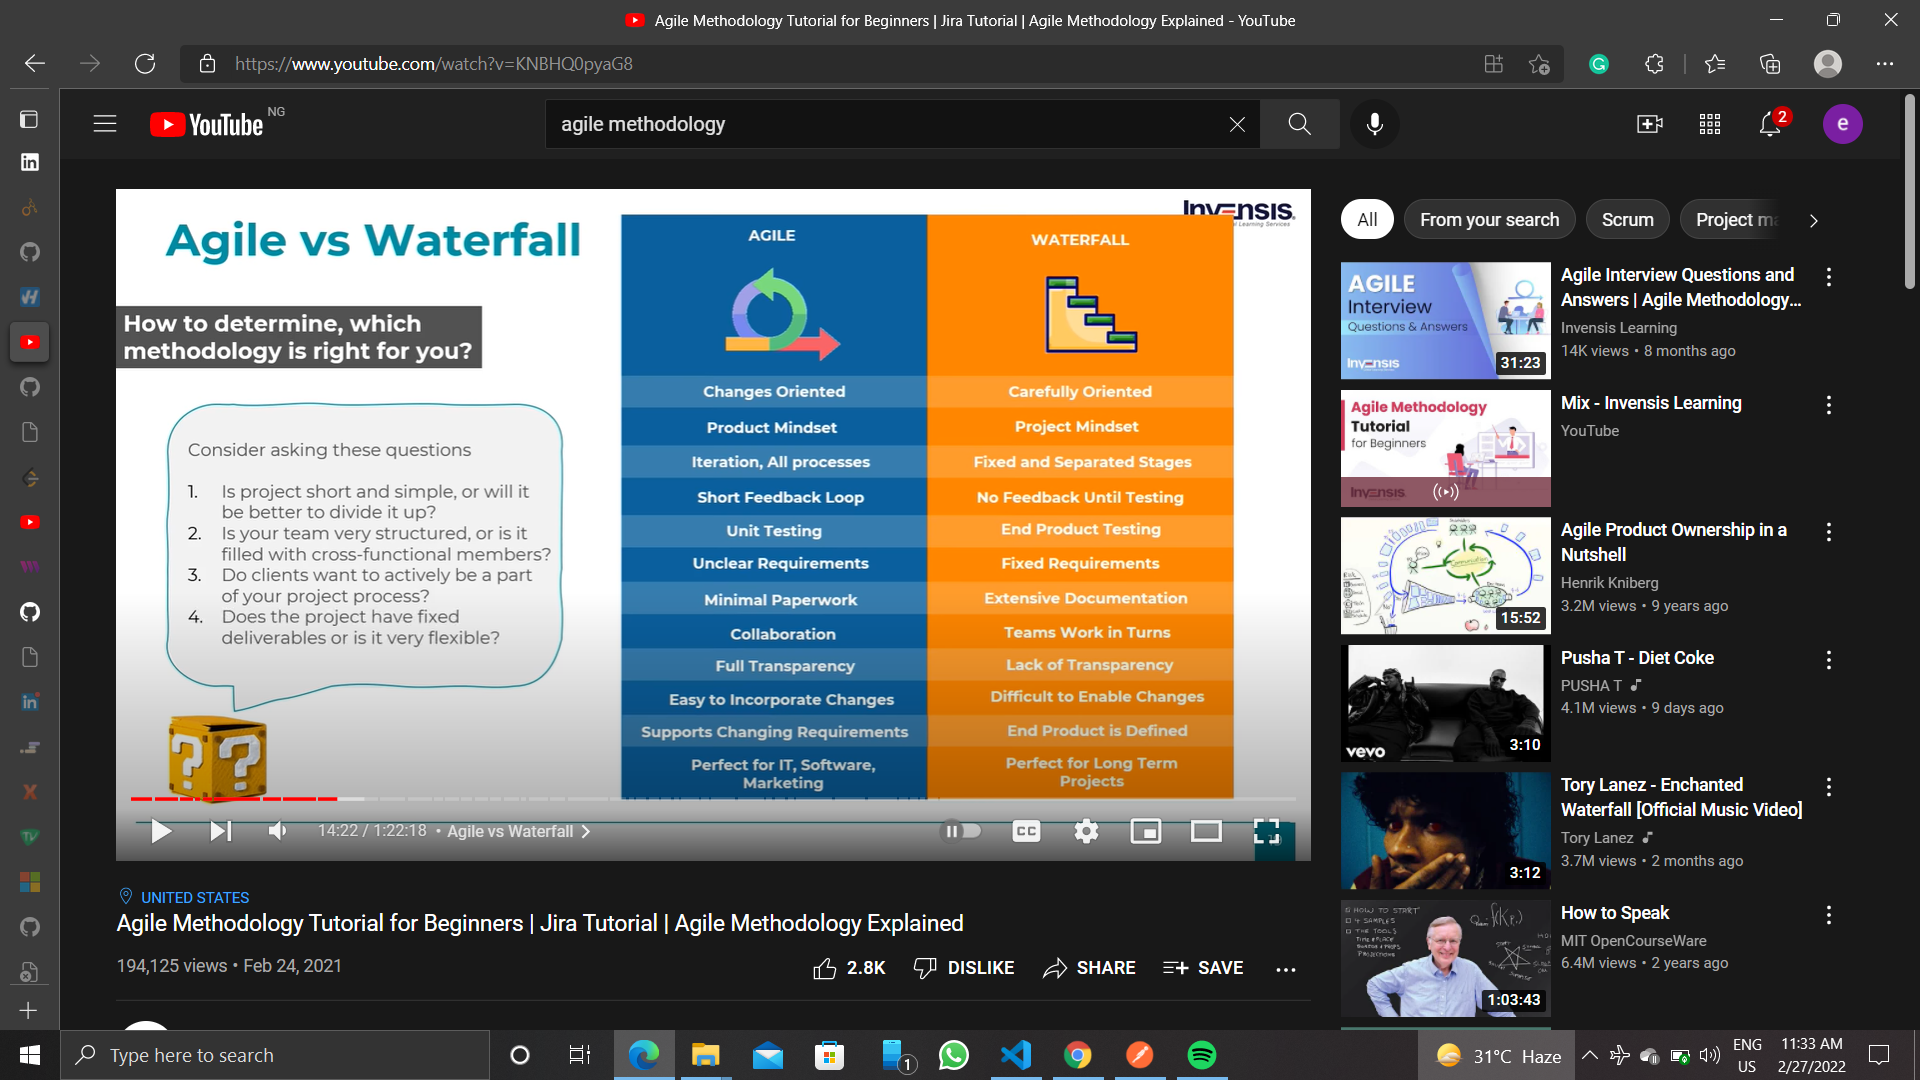 Agile Methodology Tutorial for Beginners | Jira Tutorial | Agile Methodology Explained - YouTube
https://www.youtube.com/watch?v=KNBHQ0pyaG8
YouTube NG
agile methodology
2
e
Agile vs Waterfall
How to determine, which
methodology is right for you?
Consider asking these questions
1. Is project short and simple, or will it
be better to divide it up?
2. Is your team very structured, or is it
filled with cross-functional members?
3. Do clients want to actively be a part
of your project process?
4. Does the project have fixed
deliverables or is it very flexible?
? ?
Invensis
Learning Services
AGILE
WATERFALL
Changes Oriented
Carefully Oriented
Product Mindset
Project Mindset
Iteration, All processes
Fixed and Separated Stages
Short Feedback Loop
No Feedback Until Testing
Unit Testing
End Product Testing
Unclear Requirements
Fixed Requirements
Minimal Paperwork
Extensive Documentation
Collaboration
Teams Work in Turns
Full Transparency
Lack of Transparency
Easy to Incorporate Changes
Difficult to Enable Changes
Supports Changing Requirements
End Product is Defined
Perfect for IT, Software,
Marketing
Perfect for Long Term
Projects
14:22 / 1:22:18 • Agile vs Waterfall
CC
UNITED STATES
Agile Methodology Tutorial for Beginners | Jira Tutorial | Agile Methodology Explained
194,125 views • Feb 24, 2021
2.8K
DISLIKE
SHARE
SAVE
All
From your search
Scrum
Project ma
AGILE
Interview
Questions & Answers
Invensis
31:23
Agile Interview Questions and
Answers | Agile Methodology...
Invensis Learning
14K views • 8 months ago
Agile Methodology
Tutorial
for Beginners
Invensis
Mix - Invensis Learning
YouTube
15:52
Agile Product Ownership in a
Nutshell
Henrik Kniberg
3.2M views • 9 years ago
vevo
3:10
Pusha T - Diet Coke
PUSHA T
4.1M views • 9 days ago
3:12
Tory Lanez - Enchanted
Waterfall [Official Music Video]
Tory Lanez
3.7M views • 2 months ago
HOW TO START
4 SAMPLES
THE TOOLS
TIME & PLACE
1:03:43
How to Speak
MIT OpenCourseWare
6.4M views • 2 years ago
Type here to search
1
31°C Haze
ENG
US
11:33 AM
2/27/2022